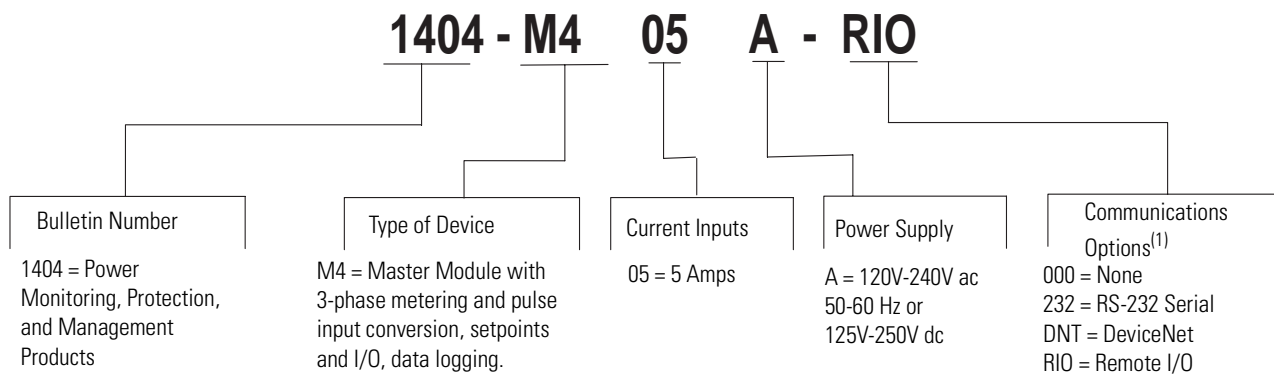 1404 - M4 05 A - RIO
Bulletin Number
1404 = Power
Monitoring, Protection,
and Management
Products
Type of Device
M4 = Master Module with
3-phase metering and pulse
input conversion, setpoints
and I/O, data logging.
Current Inputs
05 = 5 Amps
Power Supply
A = 120V-240V ac
50-60 Hz or
125V-250V dc
Communications
Options(1)
000 = None
232 = RS-232 Serial
DNT = DeviceNet
RIO = Remote I/O